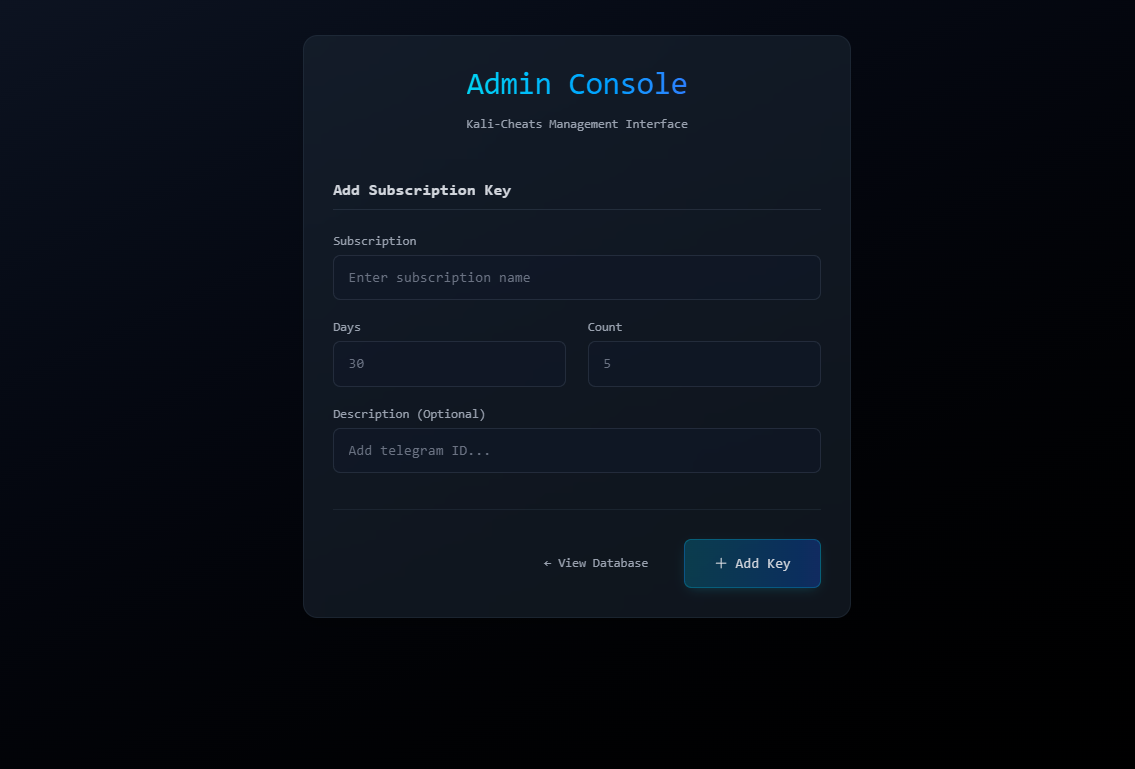 Admin Console
Kali-Cheats Management Interface
Add Subscription Key
Subscription
Enter subscription name
Days
Count
30
5
Description (Optional)
Add telegram ID...
← View Database
+ Add Key